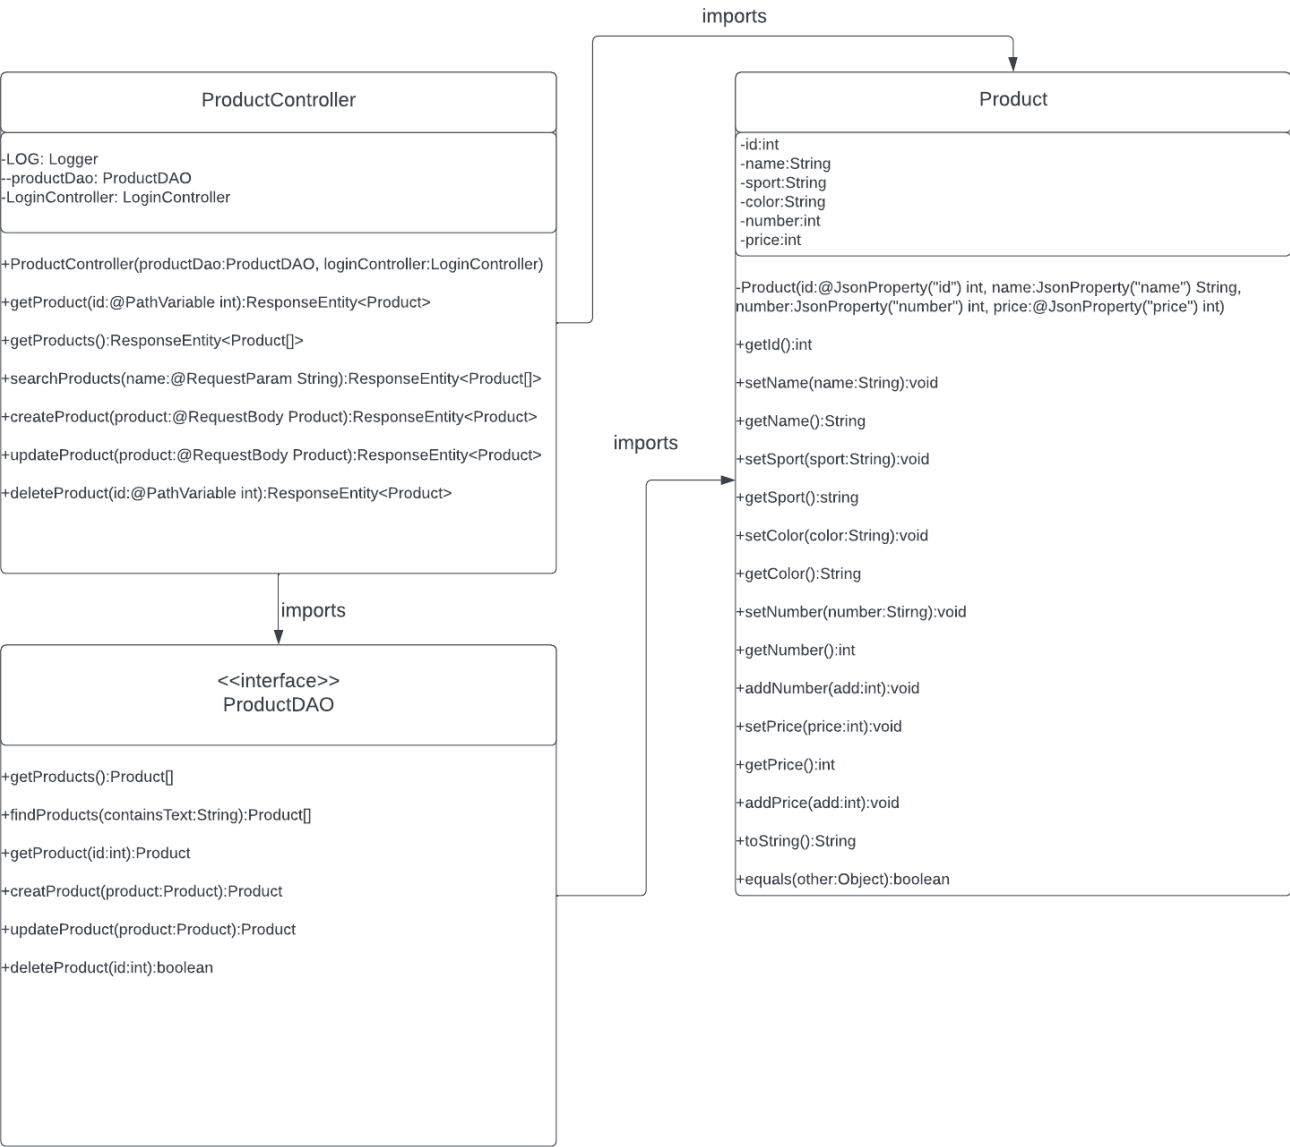 imports
ProductController
-LOG: Logger
--productDao: ProductDAO
-LoginController: LoginController
+ProductController(productDao:ProductDAO, loginController:LoginController)
+getProduct(id:@PathVariable int):ResponseEntity<Product>
+getProducts():ResponseEntity<Product[]>
+searchProducts(name:@RequestParam String):ResponseEntity<Product[]>
+createProduct(product:@RequestBody Product):ResponseEntity<Product>
+updateProduct(product:@RequestBody Product):ResponseEntity<Product>
+deleteProduct(id:@PathVariable int):ResponseEntity<Product>
imports
<<interface>>
ProductDAO
+getProducts():Product[]
+findProducts(containsText:String):Product[]
+getProduct(id:int):Product
+creatProduct(product:Product):Product
+updateProduct(product:Product):Product
+deleteProduct(id:int):boolean
imports
Product
-id:int
-name:String
-sport:String
-color:String
-number:int
-price:int
-Product(id:@JsonProperty("id") int, name:JsonProperty("name") String,
number:JsonProperty("number") int, price:@JsonProperty("price") int)
+getId():int
+setName(name:String):void
+getName():String
+setSport(sport:String):void
+getSport():string
+setColor(color:String):void
+getColor():String
+setNumber(number:Stirng):void
+getNumber():int
+addNumber(add:int):void
+setPrice(price:int):void
+getPrice():int
+addPrice(add:int):void
+toString():String
+equals(other:Object):boolean